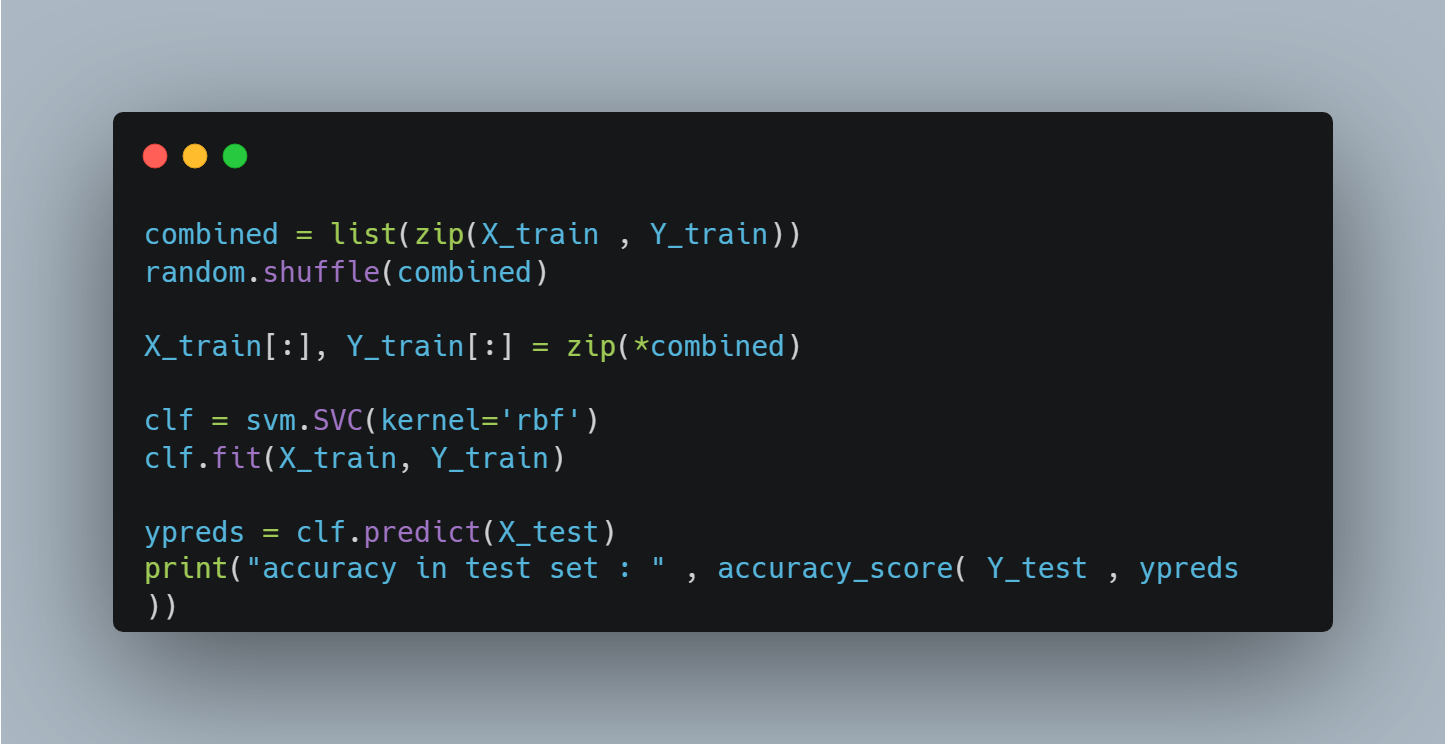 combined = list(zip(X_train , Y_train))
random.shuffle(combined)
X_train[:], Y_train[:] = zip(*combined)
clf = svm.SVC(kernel='rbf')
clf.fit(X_train, Y_train)
ypreds = clf.predict(X_test)
print("accuracy in test set : " , accuracy_score( Y_test , ypreds
))